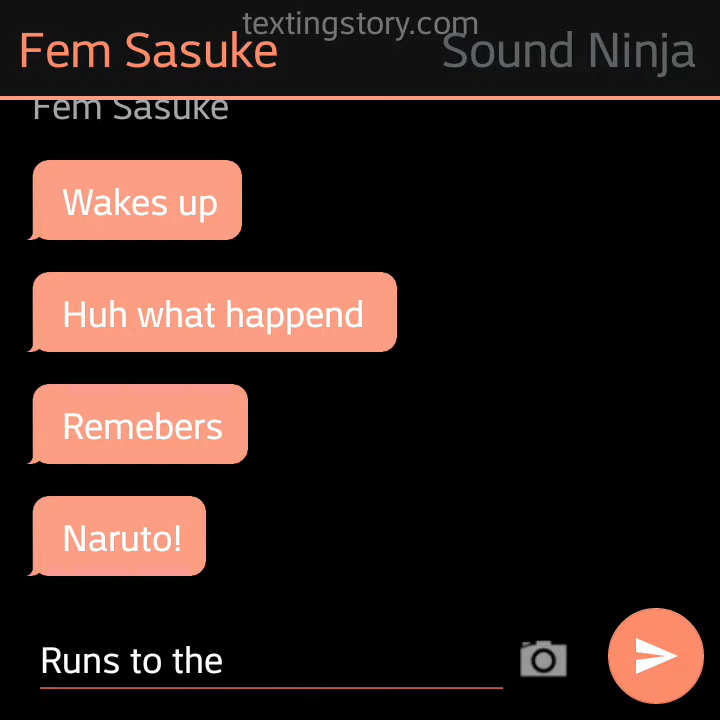 textingstory.com
Fem Sasuke Sound Ninja
Fem Sasuke
Wakes up
Huh what happend
Remebers
Naruto!
Runs to the